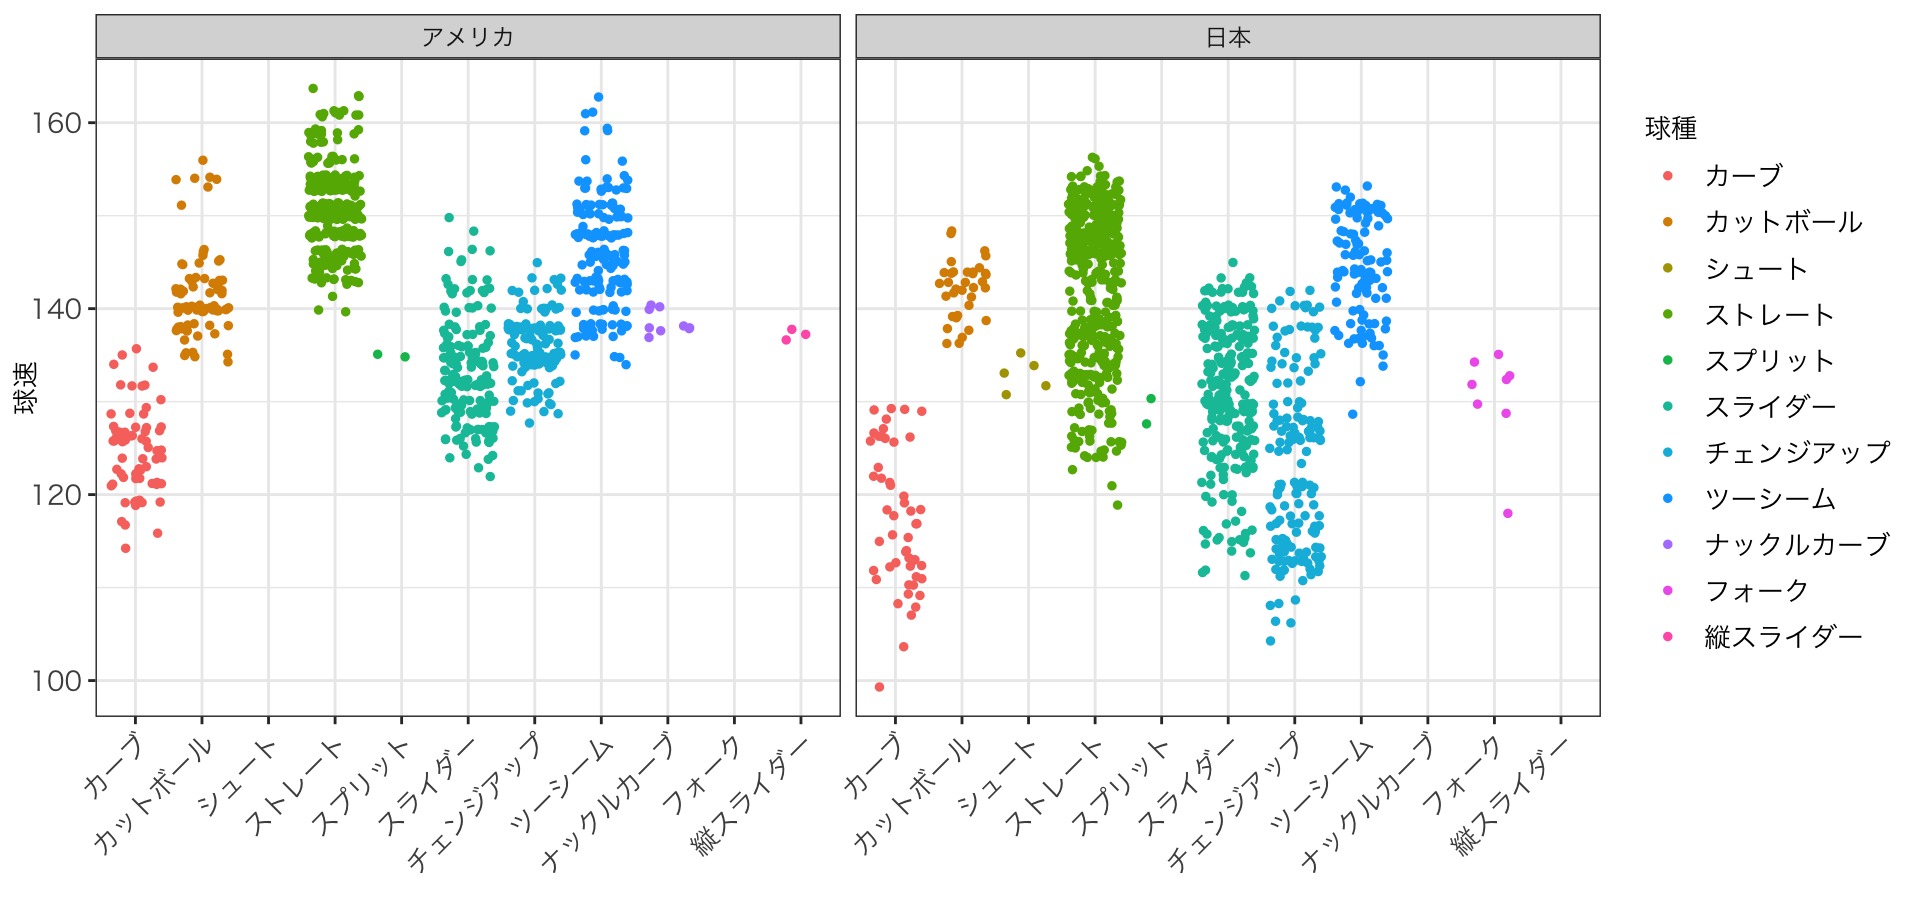 アメリカ
日本
球速
160
140
120
100
カーブ
カットボール
シュート
ストレート
スプリット
スライダー
チェンジアップ
ツーシーム
ナックルカーブ
フォーク
縦スライダー
カーブ
カットボール
シュート
ストレート
スプリット
スライダー
チェンジアップ
ツーシーム
ナックルカーブ
フォーク
縦スライダー
球種
カーブ
カットボール
シュート
ストレート
スプリット
スライダー
チェンジアップ
ツーシーム
ナックルカーブ
フォーク
縦スライダー